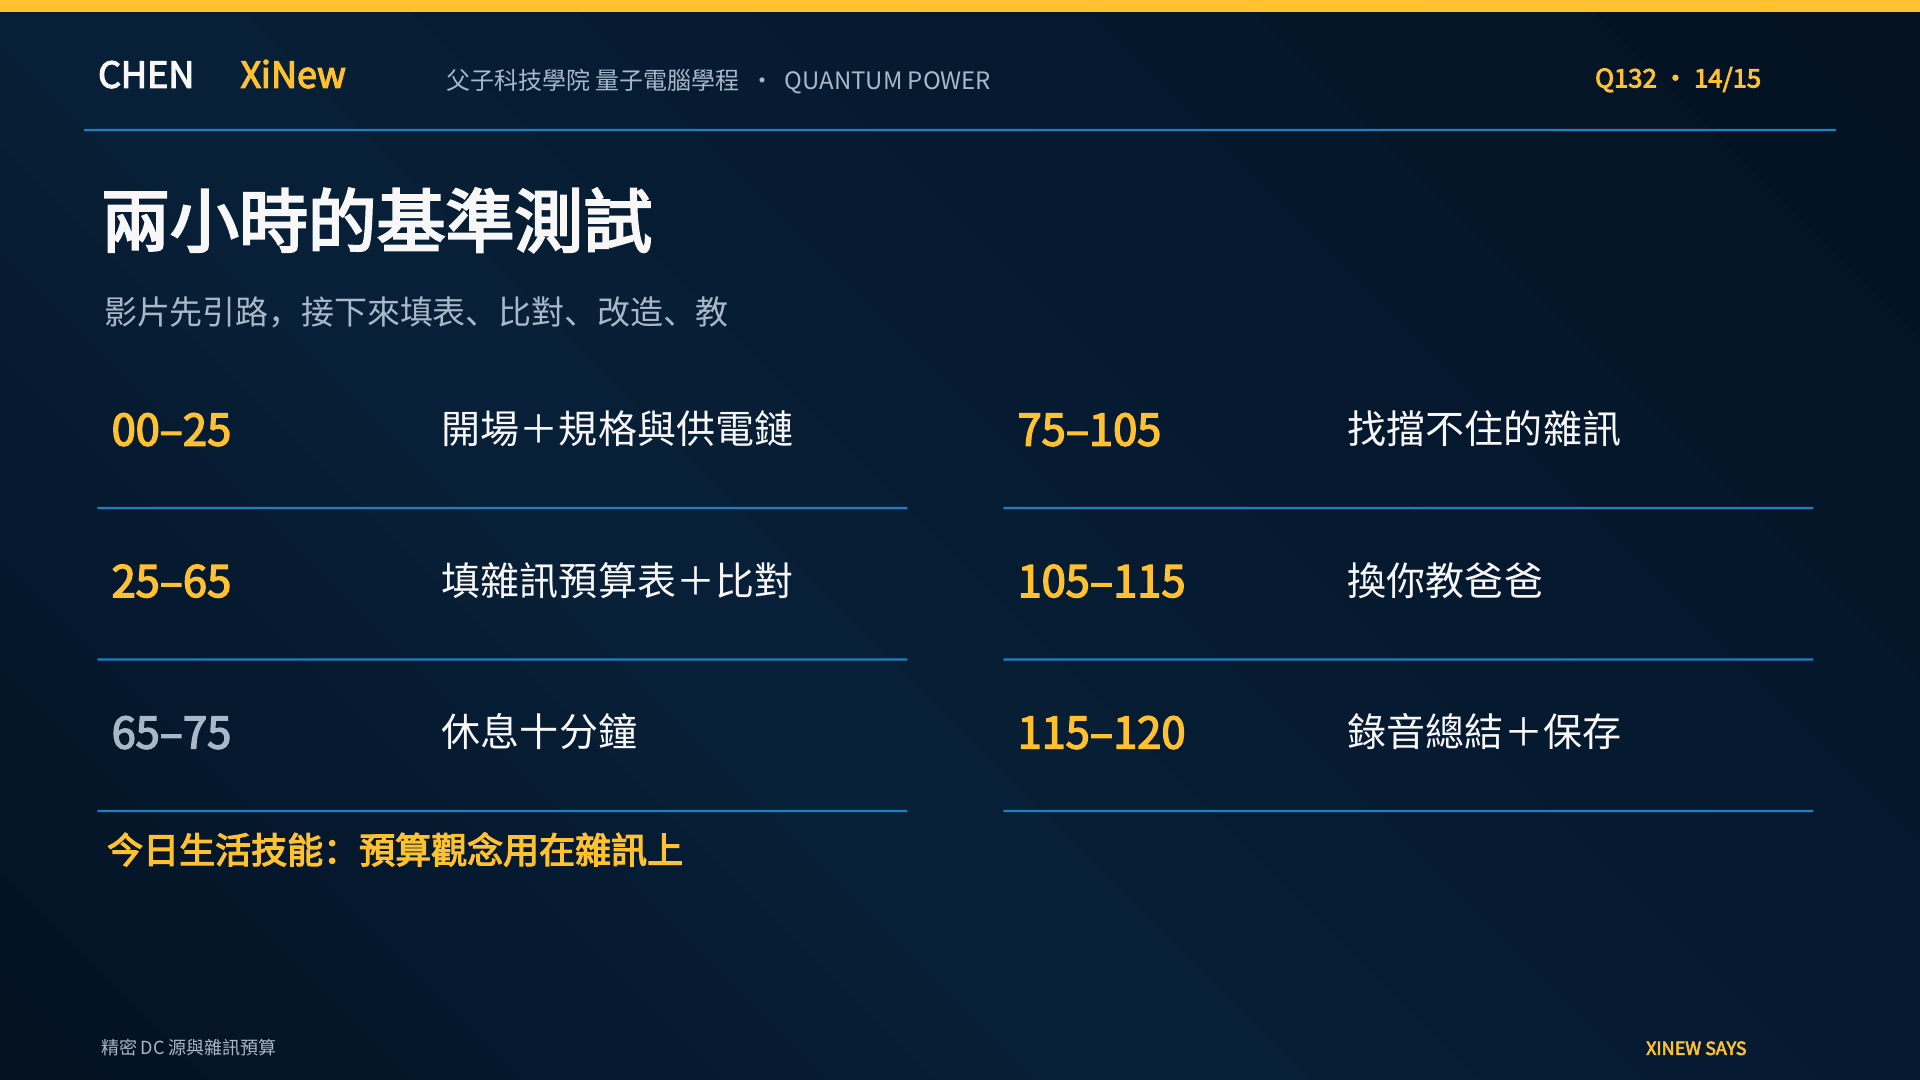 CHEN XiNew 父子科技學院 量子電腦學程 · QUANTUM POWER Q132 · 14/15
兩小時的基準測試
影片先引路，接下來填表、比對、改造、教
00–25 開場＋規格與供電鏈
25–65 填雜訊預算表＋比對
65–75 休息十分鐘
75–105 找擋不住的雜訊
105–115 換你教爸爸
115–120 錄音總結＋保存
今日生活技能：預算觀念用在雜訊上
精密 DC 源與雜訊預算 XINEW SAYS